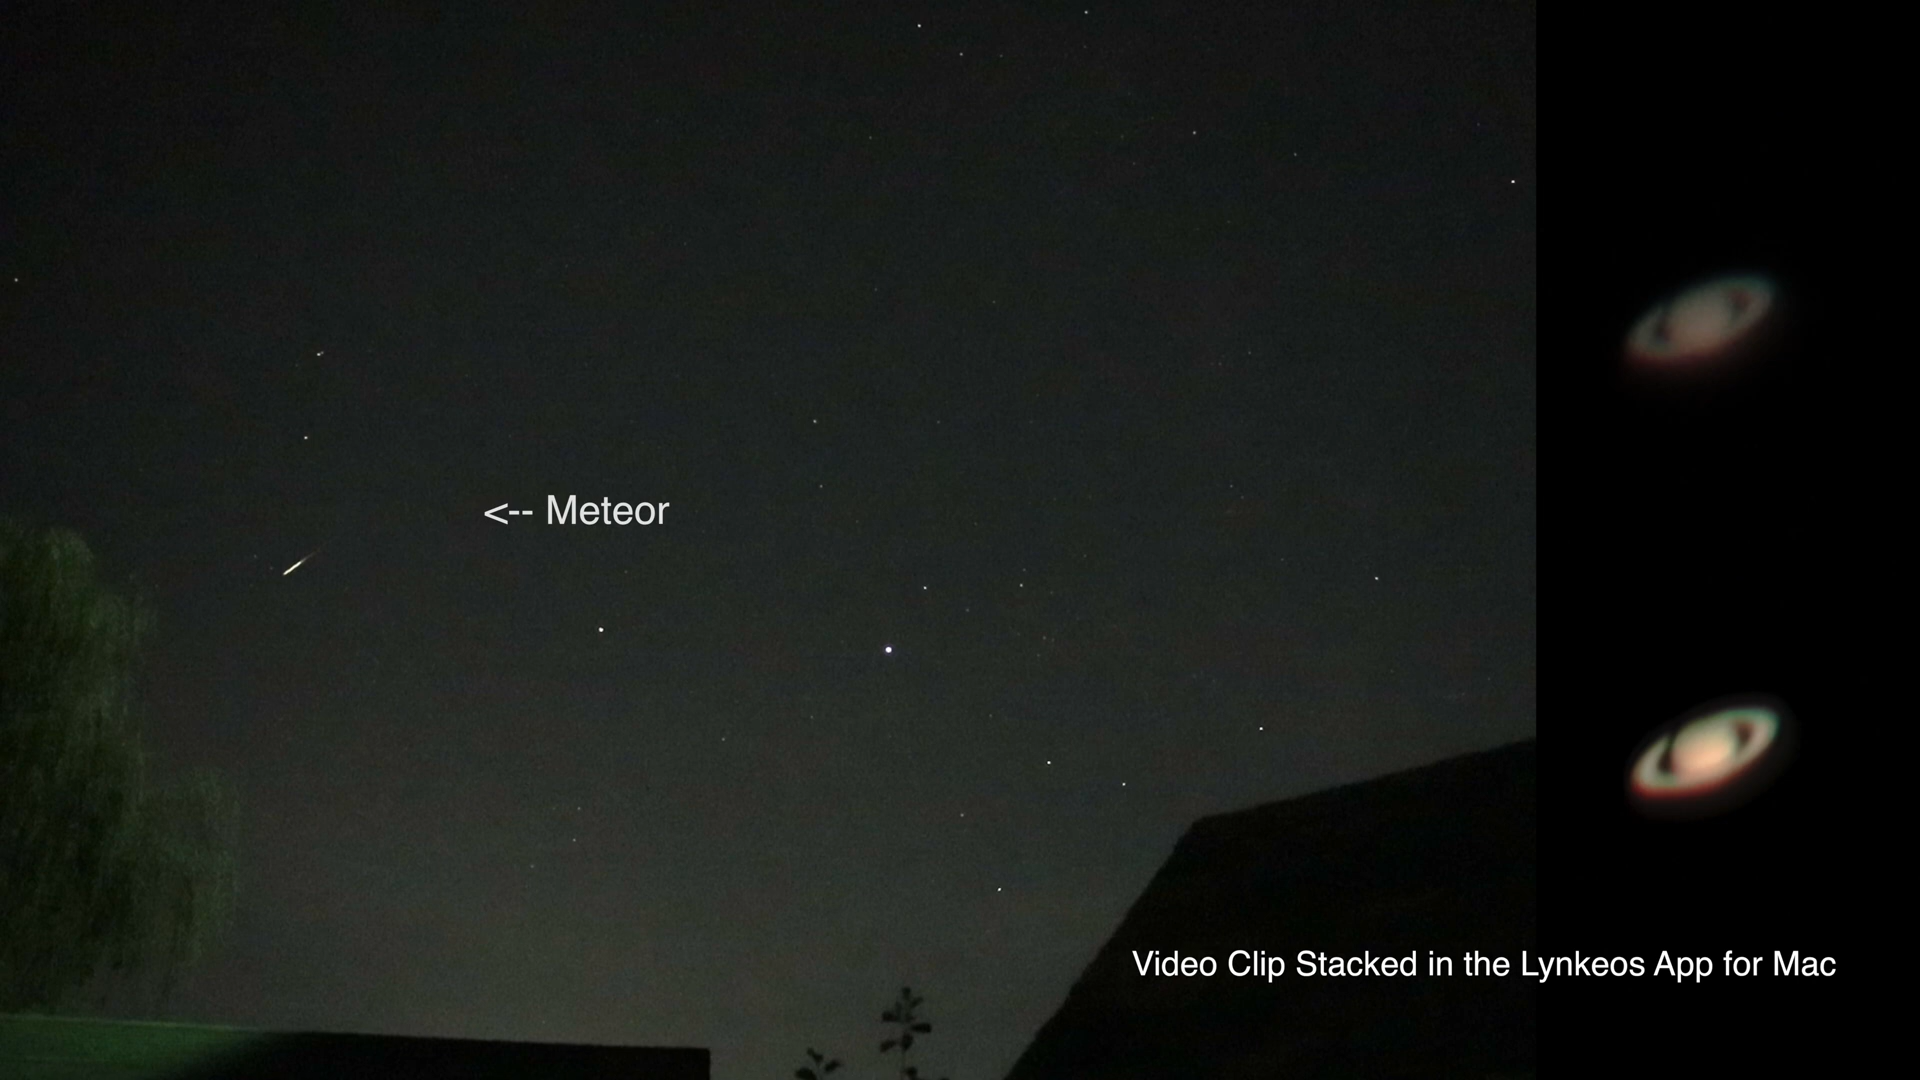 <-- Meteor
Video Clip Stacked in the Lynkeos App for Mac